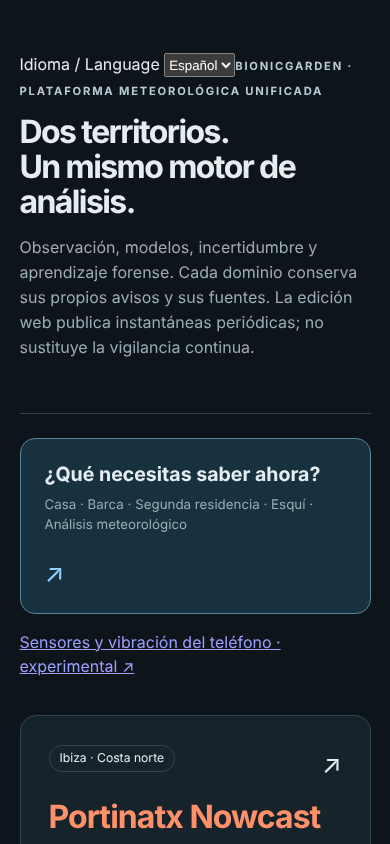 Idioma / Language Español BIONICGARDEN ·
PLATAFORMA METEOROLÓGICA UNIFICADA
Dos territorios.
Un mismo motor de
análisis.
Observación, modelos, incertidumbre y
aprendizaje forense. Cada dominio conserva
sus propios avisos y sus fuentes. La edición
web publica instantáneas periódicas; no
sustituye la vigilancia continua.
¿Qué necesitas saber ahora?
Casa · Barca · Segunda residencia · Esquí ·
Análisis meteorológico
↗
Sensores y vibración del teléfono ·
experimental ↗
Ibiza · Costa norte
↗
Portinatx Nowcast